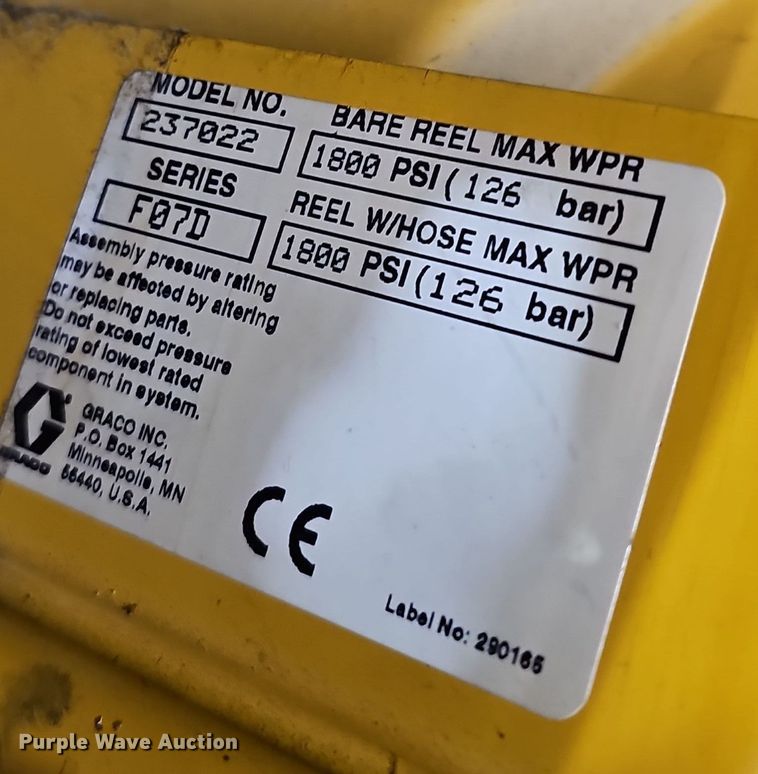 MODEL NO.
237022
SERIES
F07D
BARE REEL MAX WPR
1800 PSI ( 126 bar)
REEL W/HOSE MAX WPR
1800 PSI (126 bar)
Assembly pressure rating
may be affected by altering
or replacing parts.
Do not exceed pressure
rating of lowest rated
component in system.
GRACO
GRACO INC.
P.O. Box 1441
Minneapolis, MN
55440, U.S.A.
CE
Label No: 290165
Purple Wave Auction